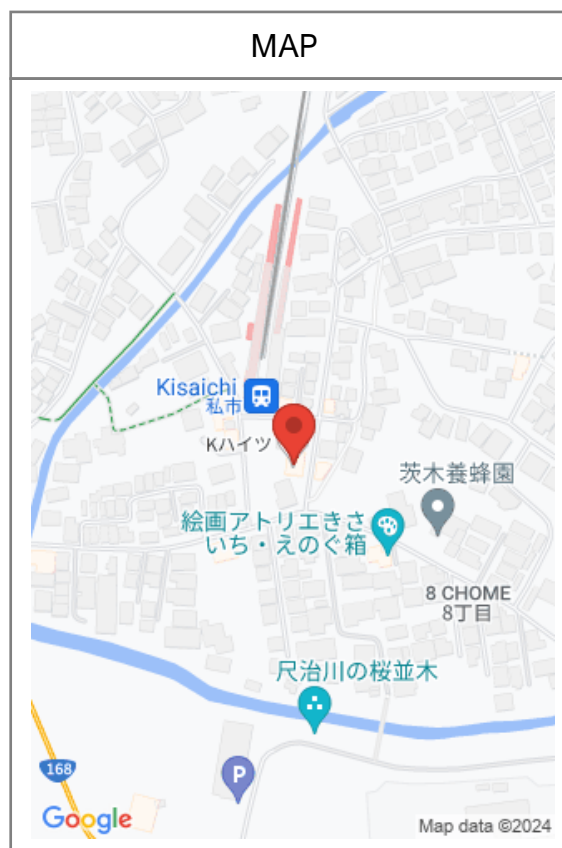 MAP
Kisaichi
私市
Kハイツ
茨木養蜂園
絵画アトリエきさ
いち・えのぐ箱
8 CHOME
8丁目
尺治川の桜並木
168
P
Google
Map data ©2024